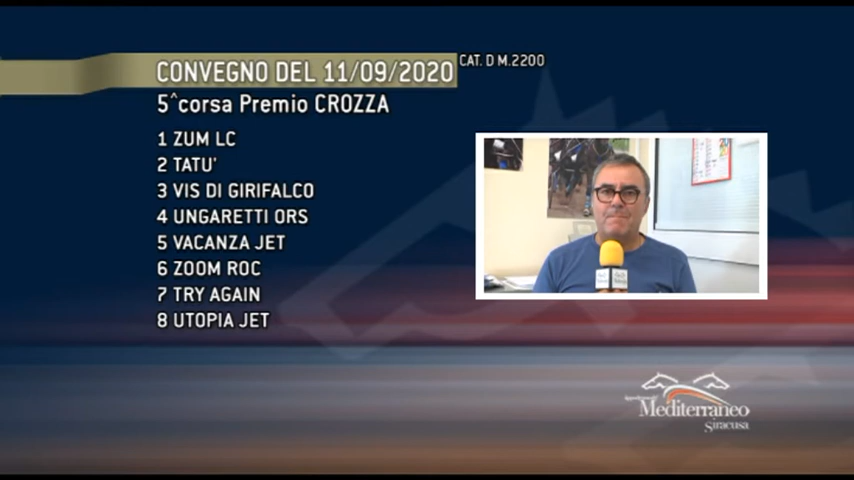 CONVEGNO DEL 11/09/2020 CAT. D M.2200
5^corsa Premio CROZZA
1 ZUM LC
2 TATU'
3 VIS DI GIRIFALCO
4 UNGARETTI ORS
5 VACANZA JET
6 ZOOM ROC
7 TRY AGAIN
8 UTOPIA JET
Mediterraneo
Siracusa